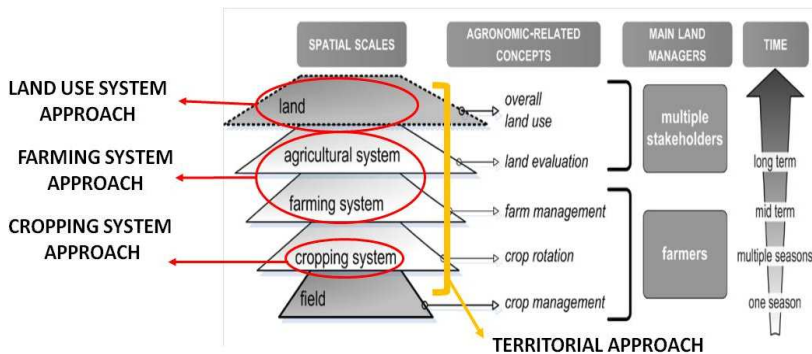 SPATIAL SCALES
AGRONOMIC-RELATED
CONCEPTS
MAIN LAND
MANAGERS
TIME
LAND USE SYSTEM
APPROACH
FARMING SYSTEM
APPROACH
CROPPING SYSTEM
APPROACH
land
agricultural system
farming system
cropping system
field
overall
land use
land evaluation
farm management
crop rotation
crop management
multiple
stakeholders
farmers
long term
mid term
multiple seasons
one season
TERRITORIAL APPROACH